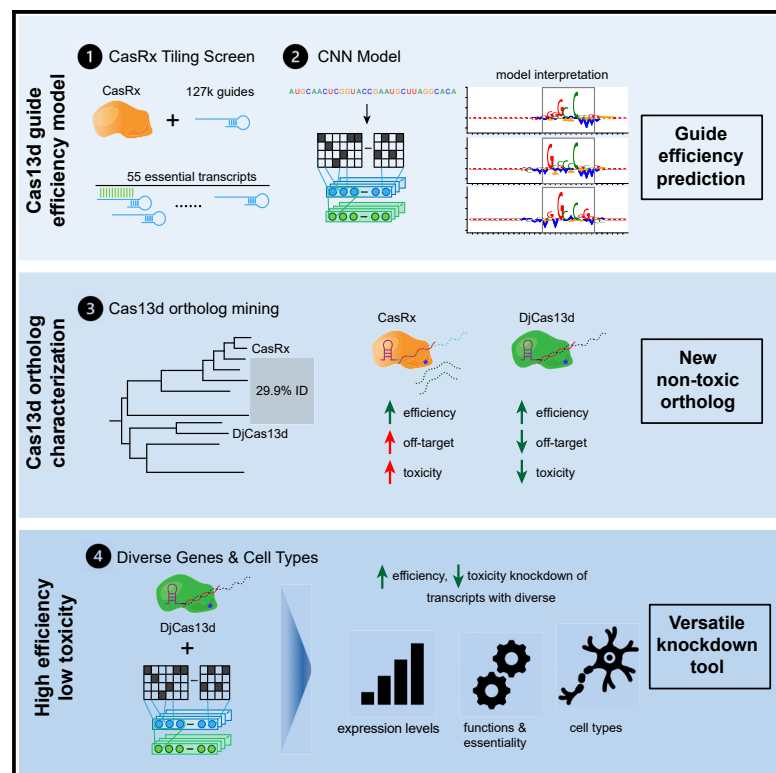 Cas13d guide
efficiency model
1 CasRx Tiling Screen
CasRx
127k guides
+
55 essential transcripts
......
2 CNN Model
AUGCAACUCGGUACCGAAUGCUUAGGCACA
model interpretation
Guide
efficiency
prediction
Cas13d ortholog
characterization
3 Cas13d ortholog mining
CasRx
29.9% ID
DjCas13d
CasRx
efficiency
off-target
toxicity
DjCas13d
efficiency
off-target
toxicity
New
non-toxic
ortholog
High efficiency
low toxicity
4 Diverse Genes & Cell Types
DjCas13d
+
efficiency, toxicity knockdown of
transcripts with diverse
expression levels
functions &
essentiality
cell types
Versatile
knockdown
tool